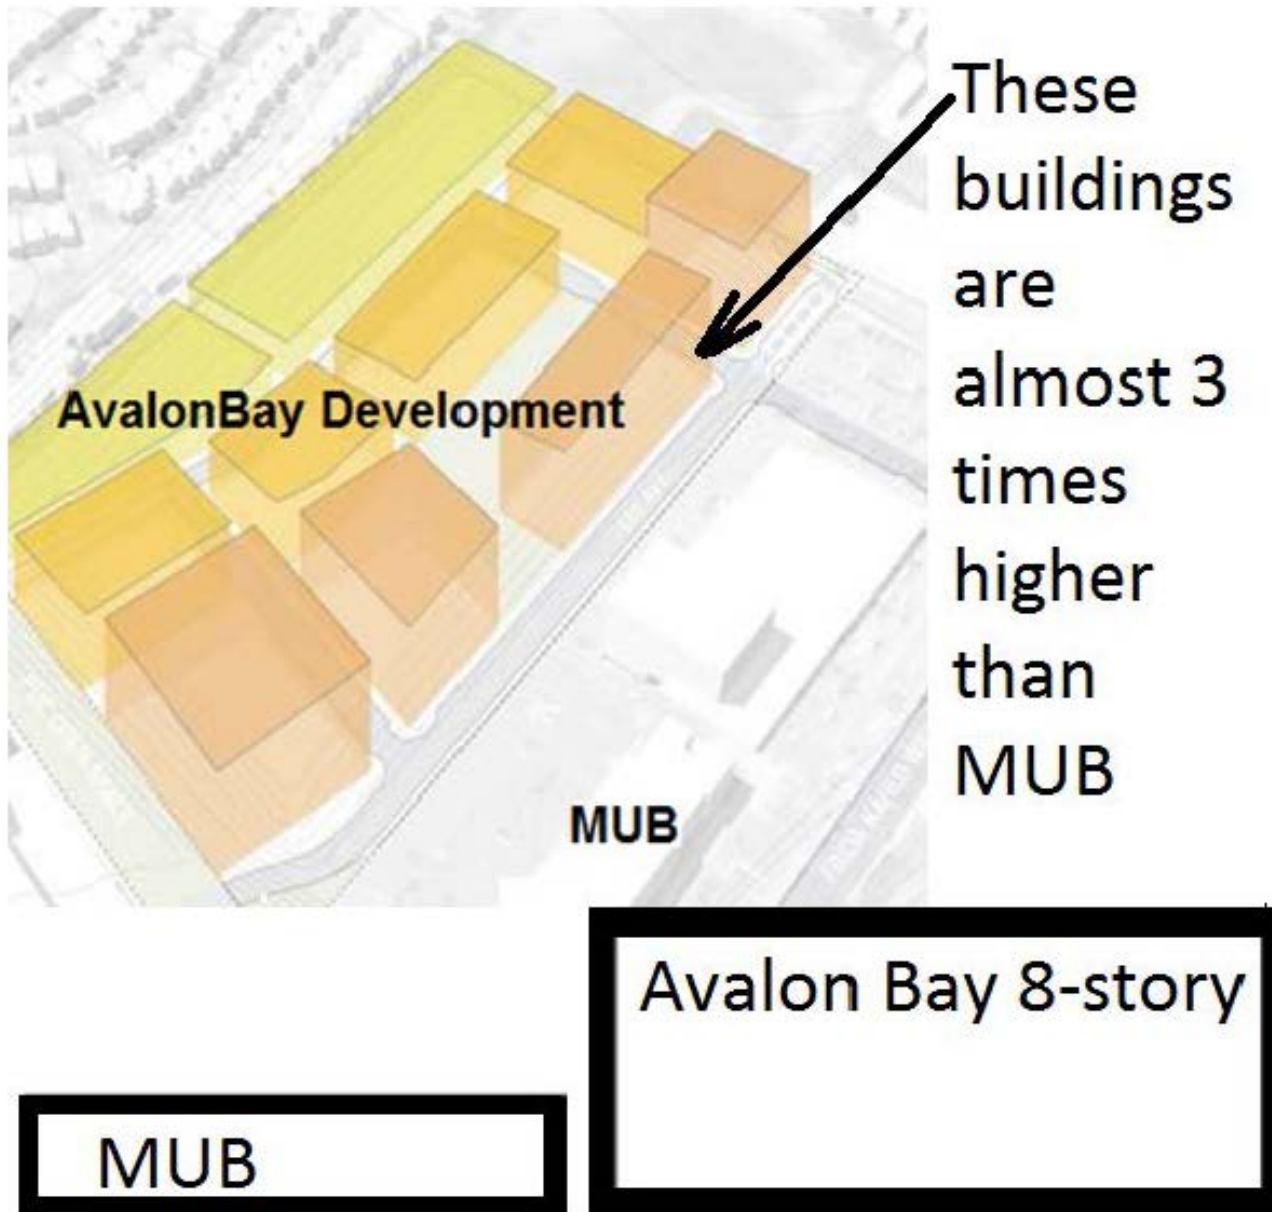 These
buildings
are
almost 3
times
higher
than
MUB
AvalonBay Development
MUB
Avalon Bay 8-story
MUB